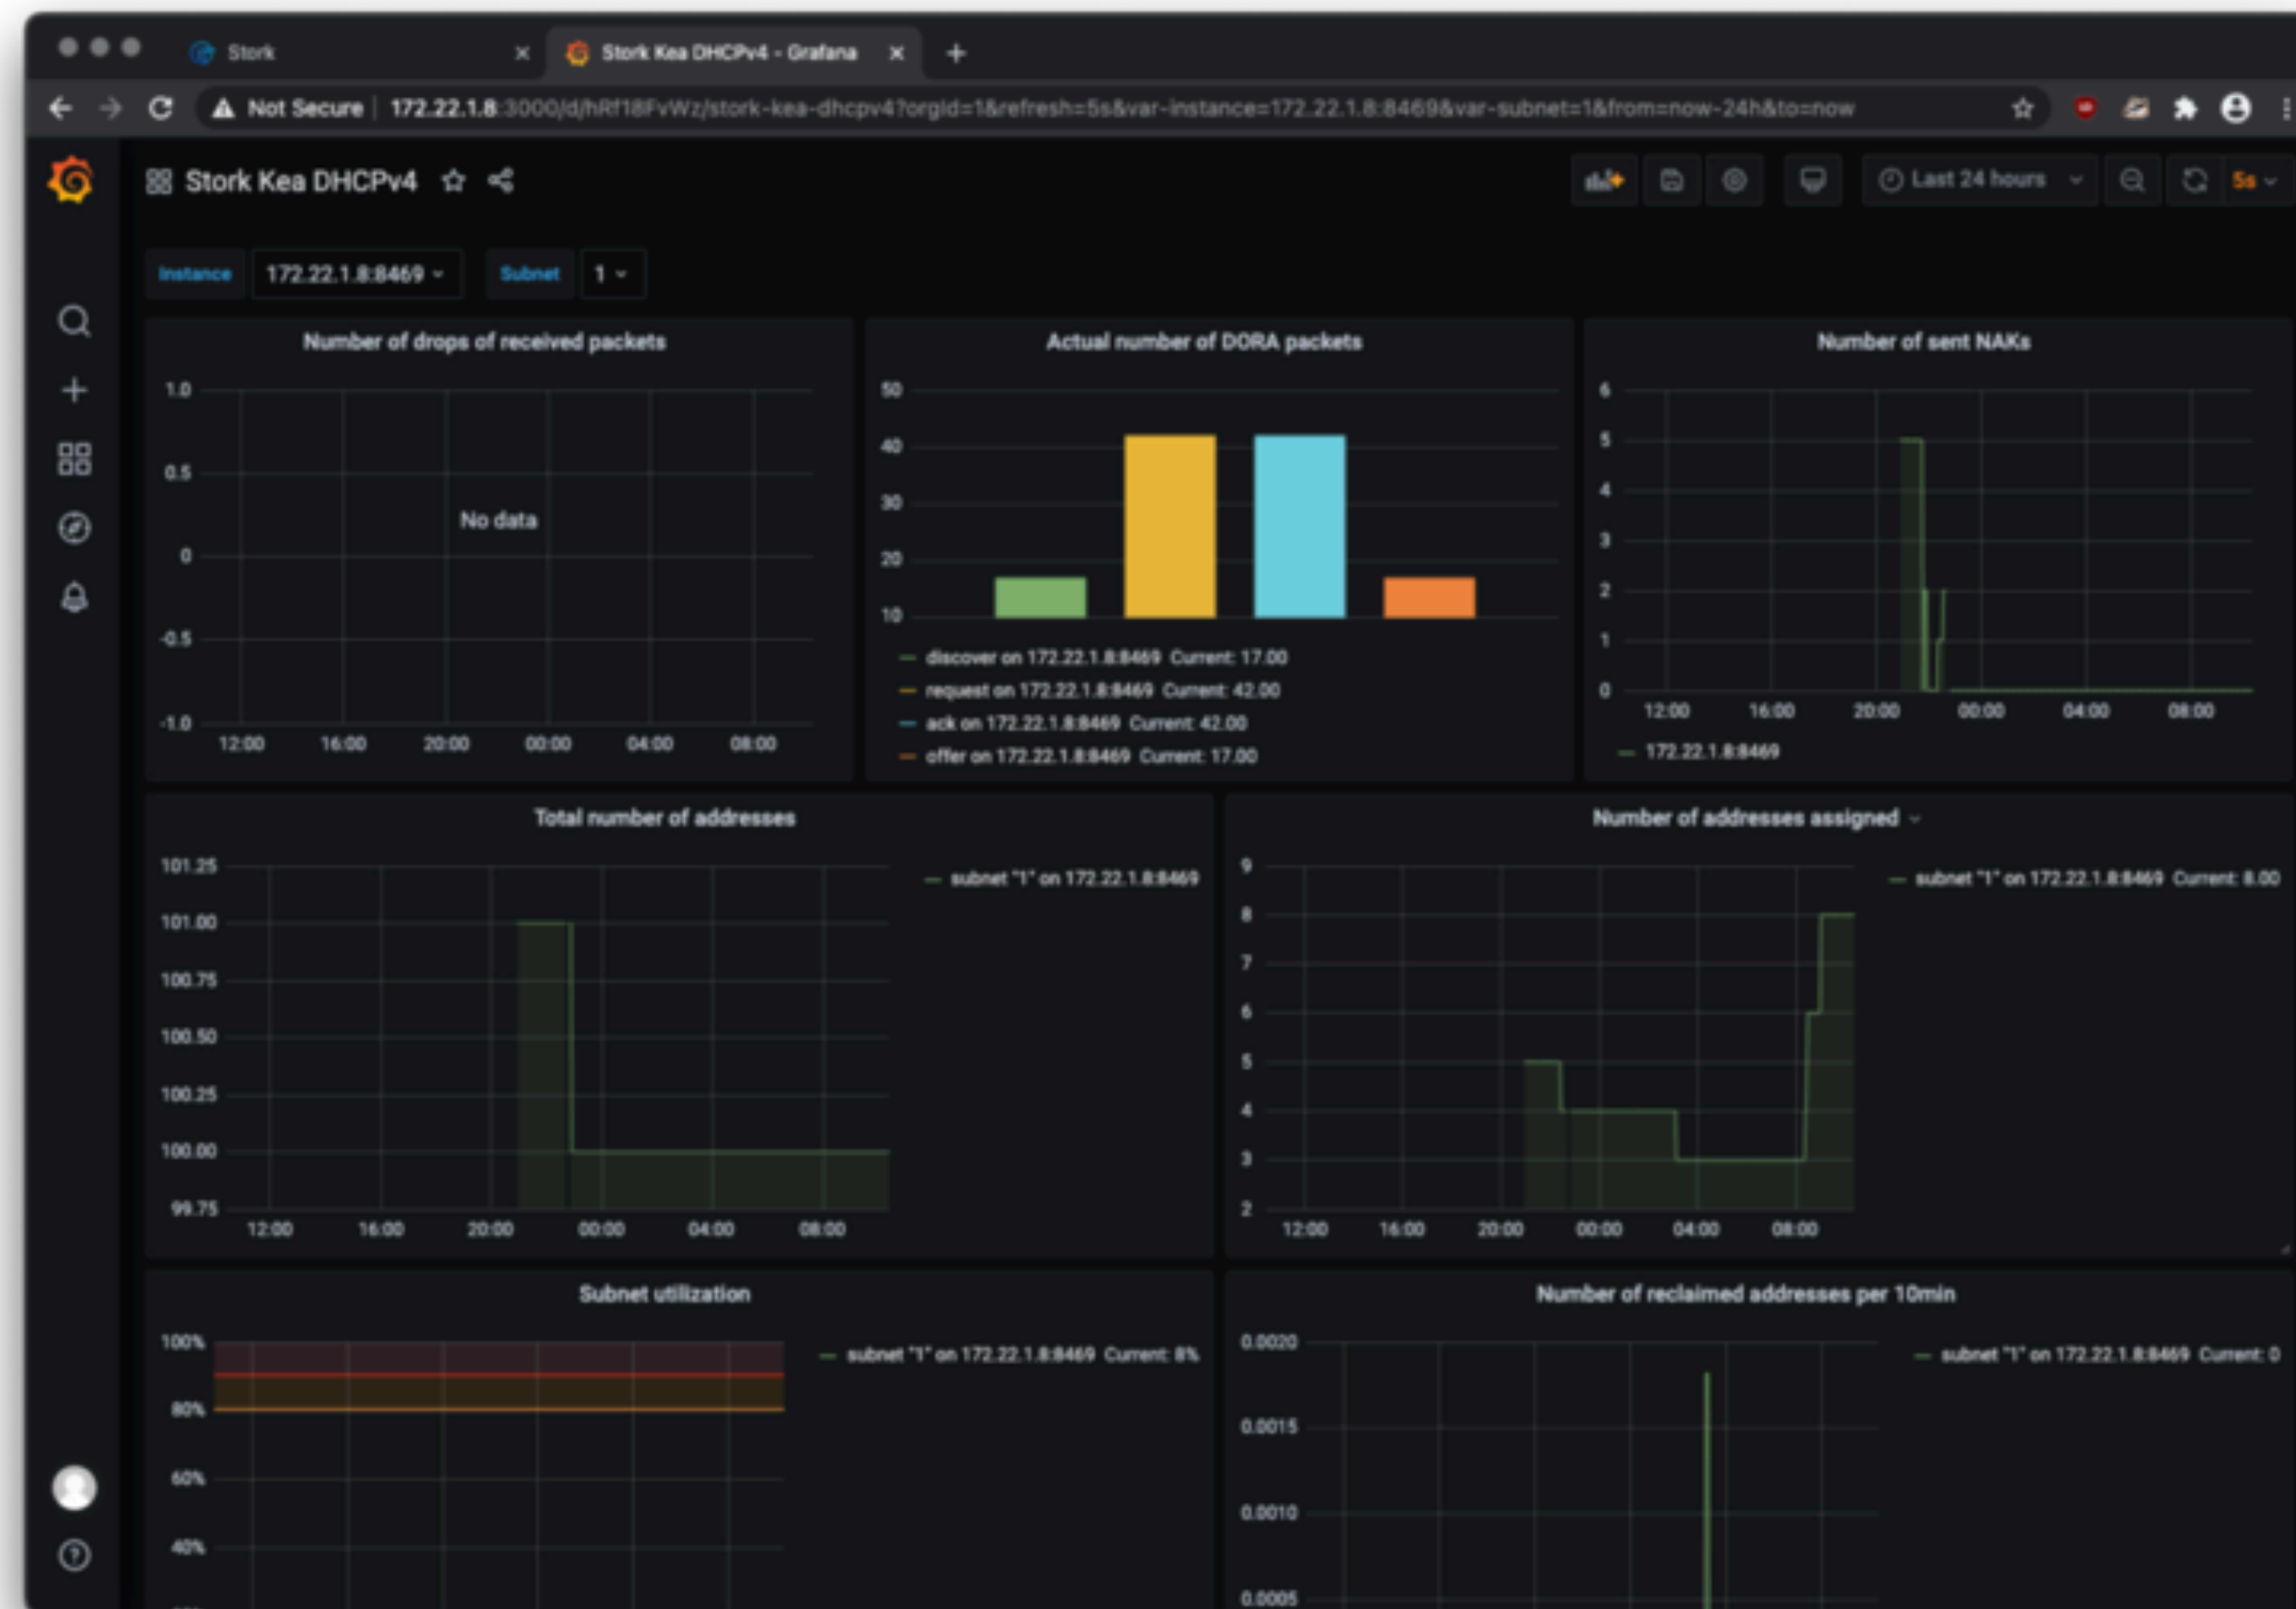 Stork
Stork Kea DHCPv4 - Grafana
Not Secure 172.22.1.8:3000/d/hRf18FvWz/stork-kea-dhcpv4?orgId=1&refresh=5s&var-instance=172.22.1.8:8469&var-subnet=1&from=now-24h&to=now
Stork Kea DHCPv4
Last 24 hours
5s
Instance 172.22.1.8:8469 Subnet 1
Number of drops of received packets
1.0
0.5
0
-0.5
-1.0
No data
12:00 16:00 20:00 00:00 04:00 08:00
Actual number of DORA packets
50
40
30
20
10
discover on 172.22.1.8:8469 Current: 17.00
request on 172.22.1.8:8469 Current: 42.00
ack on 172.22.1.8:8469 Current: 42.00
offer on 172.22.1.8:8469 Current: 17.00
Number of sent NAKs
6
5
4
3
2
1
0
12:00 16:00 20:00 00:00 04:00 08:00
172.22.1.8:8469
Total number of addresses
101.25
101.00
100.75
100.50
100.25
100.00
99.75
12:00 16:00 20:00 00:00 04:00 08:00
subnet "1" on 172.22.1.8:8469
Number of addresses assigned
9
8
7
6
5
4
3
2
12:00 16:00 20:00 00:00 04:00 08:00
subnet "1" on 172.22.1.8:8469 Current: 8.00
Subnet utilization
100%
80%
60%
40%
subnet "1" on 172.22.1.8:8469 Current: 8%
Number of reclaimed addresses per 10min
0.0020
0.0015
0.0010
0.0005
subnet "1" on 172.22.1.8:8469 Current: 0